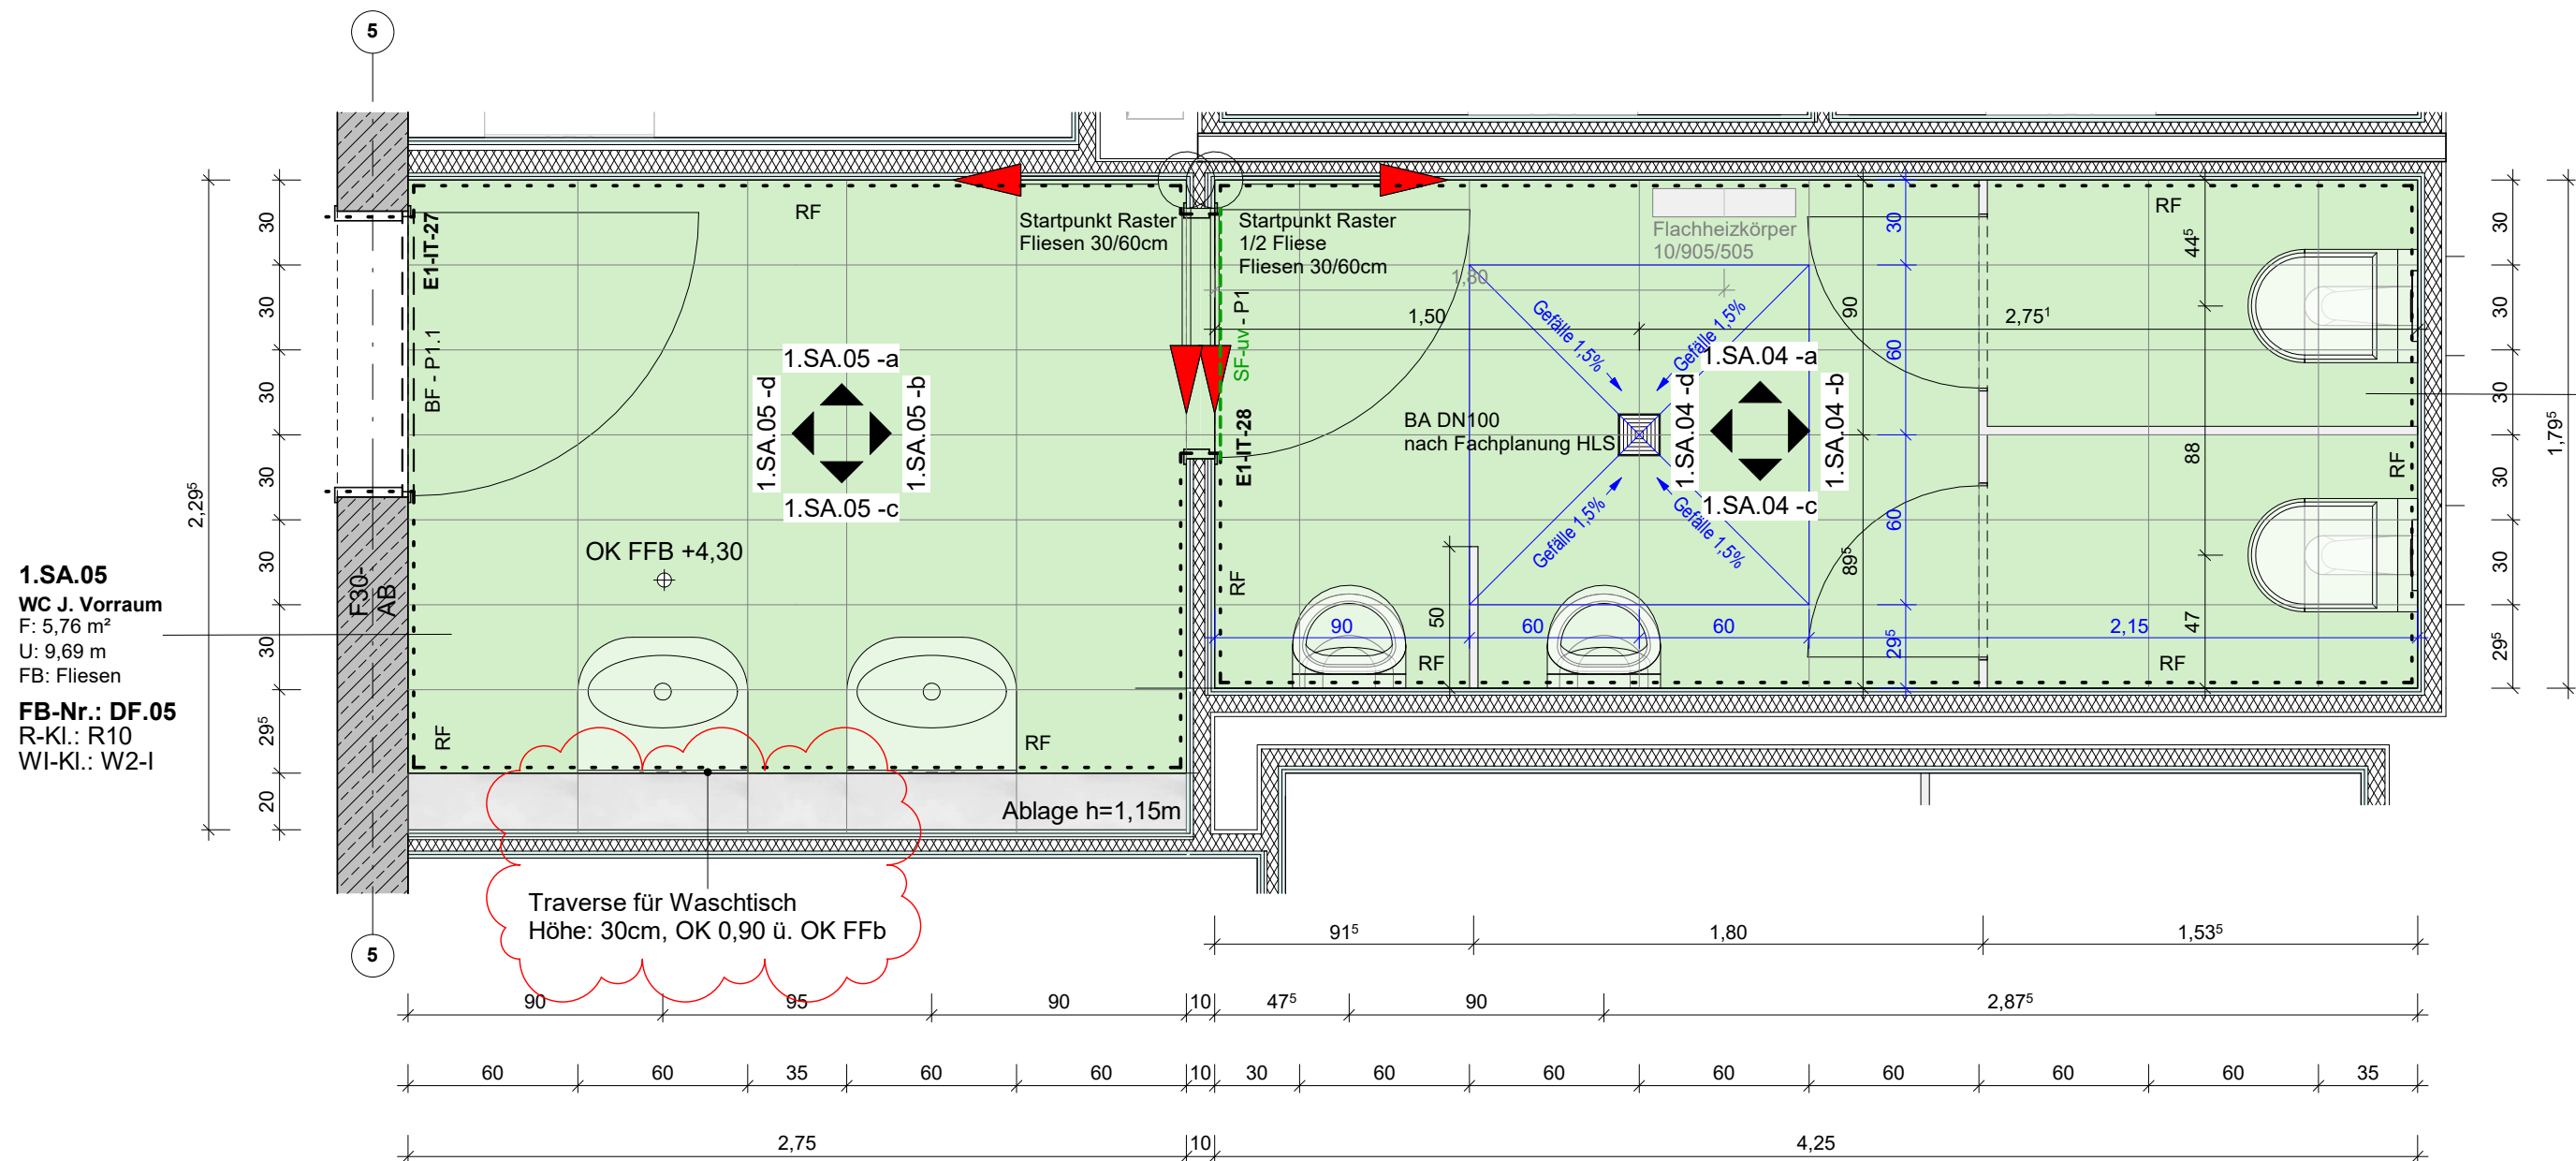 5
30
30
30
30
30
30
29⁵
20
2,29⁵
1.SA.05
WC J. Vorraum
F: 5,76 m²
U: 9,69 m
FB: Fliesen
FB-Nr.: DF.05
R-Kl.: R10
WI-Kl.: W2-I
F30-
AB
5
E1-IT-27
BF - P1.1
RF
Startpunkt Raster
Fliesen 30/60cm
1.SA.05 -a
1.SA.05 -d
1.SA.05 -b
1.SA.05 -c
OK FFB +4,30
RF
RF
Ablage h=1,15m
Traverse für Waschtisch
Höhe: 30cm, OK 0,90 ü. OK FFb
Startpunkt Raster
1/2 Fliese
Fliesen 30/60cm
SF-uv - P1
E1-IT-28
RF
Flachheizkörper
10/905/505
1,80
1,50
2,75¹
Gefälle 1,5%
Gefälle 1,5%
Gefälle 1,5%
Gefälle 1,5%
BA DN100
nach Fachplanung HLS
1.SA.04 -a
1.SA.04 -d
1.SA.04 -b
1.SA.04 -c
90
89⁵
30
60
60
29⁵
50
90
60
60
2,15
RF
RF
RF
RF
44⁵
88
47
30
30
30
30
30
29⁵
1,79⁵
91⁵
1,80
1,53⁵
90
95
90
10
47⁵
90
2,87⁵
60
60
35
60
60
10
30
60
60
60
60
60
60
35
2,75
10
4,25